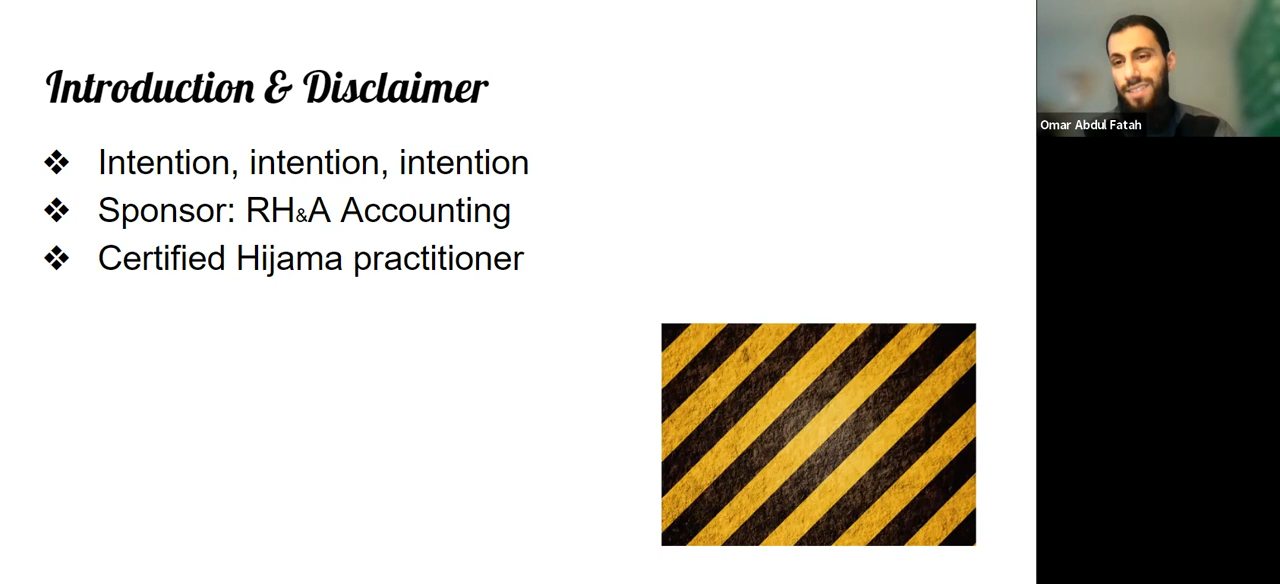 Introduction & Disclaimer
❖ Intention, intention, intention
❖ Sponsor: RH&A Accounting
❖ Certified Hijama practitioner
Omar Abdul Fatah